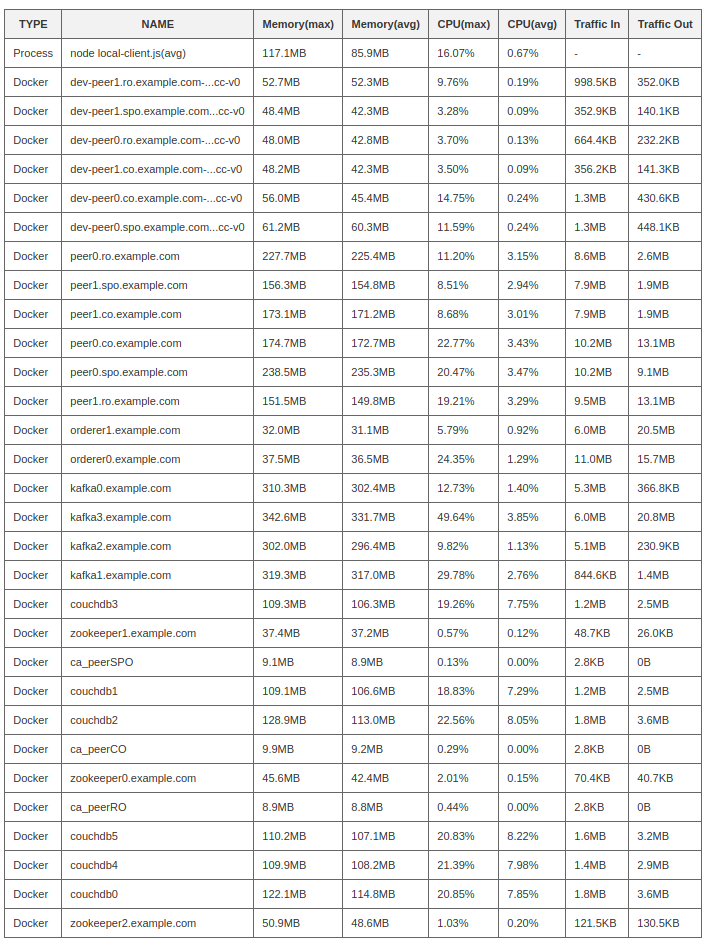 TYPE NAME Memory(max) Memory(avg) CPU(max) CPU(avg) Traffic In Traffic Out
Process node local-client.js(avg) 117.1MB 85.9MB 16.07% 0.67% - -
Docker dev-peer1.ro.example.com-...cc-v0 52.7MB 52.3MB 9.76% 0.19% 998.5KB 352.0KB
Docker dev-peer1.spo.example.com...cc-v0 48.4MB 42.3MB 3.28% 0.09% 352.9KB 140.1KB
Docker dev-peer0.ro.example.com-...cc-v0 48.0MB 42.8MB 3.70% 0.13% 664.4KB 232.2KB
Docker dev-peer1.co.example.com-...cc-v0 48.2MB 42.3MB 3.50% 0.09% 356.2KB 141.3KB
Docker dev-peer0.co.example.com-...cc-v0 56.0MB 45.4MB 14.75% 0.24% 1.3MB 430.6KB
Docker dev-peer0.spo.example.com...cc-v0 61.2MB 60.3MB 11.59% 0.24% 1.3MB 448.1KB
Docker peer0.ro.example.com 227.7MB 225.4MB 11.20% 3.15% 8.6MB 2.6MB
Docker peer1.spo.example.com 156.3MB 154.8MB 8.51% 2.94% 7.9MB 1.9MB
Docker peer1.co.example.com 173.1MB 171.2MB 8.68% 3.01% 7.9MB 1.9MB
Docker peer0.co.example.com 174.7MB 172.7MB 22.77% 3.43% 10.2MB 13.1MB
Docker peer0.spo.example.com 238.5MB 235.3MB 20.47% 3.47% 10.2MB 9.1MB
Docker peer1.ro.example.com 151.5MB 149.8MB 19.21% 3.29% 9.5MB 13.1MB
Docker orderer1.example.com 32.0MB 31.1MB 5.79% 0.92% 6.0MB 20.5MB
Docker orderer0.example.com 37.5MB 36.5MB 24.35% 1.29% 11.0MB 15.7MB
Docker kafka0.example.com 310.3MB 302.4MB 12.73% 1.40% 5.3MB 366.8KB
Docker kafka3.example.com 342.6MB 331.7MB 49.64% 3.85% 6.0MB 20.8MB
Docker kafka2.example.com 302.0MB 296.4MB 9.82% 1.13% 5.1MB 230.9KB
Docker kafka1.example.com 319.3MB 317.0MB 29.78% 2.76% 844.6KB 1.4MB
Docker couchdb3 109.3MB 106.3MB 19.26% 7.75% 1.2MB 2.5MB
Docker zookeeper1.example.com 37.4MB 37.2MB 0.57% 0.12% 48.7KB 26.0KB
Docker ca_peerSPO 9.1MB 8.9MB 0.13% 0.00% 2.8KB 0B
Docker couchdb1 109.1MB 106.6MB 18.83% 7.29% 1.2MB 2.5MB
Docker couchdb2 128.9MB 113.0MB 22.56% 8.05% 1.8MB 3.6MB
Docker ca_peerCO 9.9MB 9.2MB 0.29% 0.00% 2.8KB 0B
Docker zookeeper0.example.com 45.6MB 42.4MB 2.01% 0.15% 70.4KB 40.7KB
Docker ca_peerRO 8.9MB 8.8MB 0.44% 0.00% 2.8KB 0B
Docker couchdb5 110.2MB 107.1MB 20.83% 8.22% 1.6MB 3.2MB
Docker couchdb4 109.9MB 108.2MB 21.39% 7.98% 1.4MB 2.9MB
Docker couchdb0 122.1MB 114.8MB 20.85% 7.85% 1.8MB 3.6MB
Docker zookeeper2.example.com 50.9MB 48.6MB 1.03% 0.20% 121.5KB 130.5KB